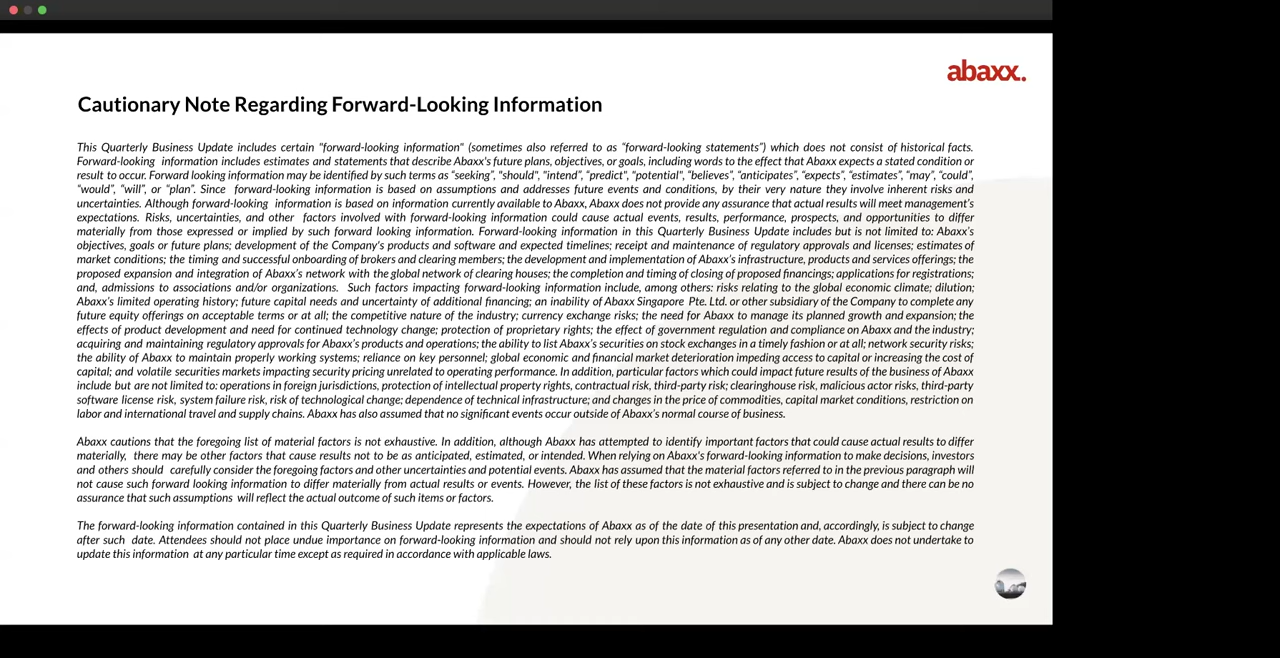 abaxx.
Cautionary Note Regarding Forward-Looking Information
This Quarterly Business Update includes certain "forward-looking information" (sometimes also referred to as “forward-looking statements”) which does not consist of historical facts.
Forward-looking information includes estimates and statements that describe Abaxx's future plans, objectives, or goals, including words to the effect that Abaxx expects a stated condition or
result to occur. Forward looking information may be identified by such terms as “seeking”, "should", "intend", "predict", "potential", "believes", "anticipates”, "expects", "estimates”, "may”, "could”,
“would”, “will”, or “plan”. Since forward-looking information is based on assumptions and addresses future events and conditions, by their very nature they involve inherent risks and
uncertainties. Although forward-looking information is based on information currently available to Abaxx, Abaxx does not provide any assurance that actual results will meet management’s
expectations. Risks, uncertainties, and other factors involved with forward-looking information could cause actual events, results, performance, prospects, and opportunities to differ
materially from those expressed or implied by such forward looking information. Forward-looking information in this Quarterly Business Update includes but is not limited to: Abaxx’s
objectives, goals or future plans; development of the Company’s products and software and expected timelines; receipt and maintenance of regulatory approvals and licenses; estimates of
market conditions; the timing and successful onboarding of brokers and clearing members; the development and implementation of Abaxx’s infrastructure, products and services offerings; the
proposed expansion and integration of Abaxx’s network with the global network of clearing houses; the completion and timing of closing of proposed financings; applications for registrations;
and, admissions to associations and/or organizations. Such factors impacting forward-looking information include, among others: risks relating to the global economic climate; dilution;
Abaxx’s limited operating history; future capital needs and uncertainty of additional financing; an inability of Abaxx Singapore Pte. Ltd. or other subsidiary of the Company to complete any
future equity offerings on acceptable terms or at all; the competitive nature of the industry; currency exchange risks; the need for Abaxx to manage its planned growth and expansion; the
effects of product development and need for continued technology change; protection of proprietary rights; the effect of government regulation and compliance on Abaxx and the industry;
acquiring and maintaining regulatory approvals for Abaxx’s products and operations; the ability to list Abaxx’s securities on stock exchanges in a timely fashion or at all; network security risks;
the ability of Abaxx to maintain properly working systems; reliance on key personnel; global economic and financial market deterioration impeding access to capital or increasing the cost of
capital; and volatile securities markets impacting security pricing unrelated to operating performance. In addition, particular factors which could impact future results of the business of Abaxx
include but are not limited to: operations in foreign jurisdictions, protection of intellectual property rights, contractual risk, third-party risk; clearinghouse risk, malicious actor risks, third-party
software license risk, system failure risk, risk of technological change; dependence of technical infrastructure; and changes in the price of commodities, capital market conditions, restriction on
labor and international travel and supply chains. Abaxx has also assumed that no significant events occur outside of Abaxx’s normal course of business.
Abaxx cautions that the foregoing list of material factors is not exhaustive. In addition, although Abaxx has attempted to identify important factors that could cause actual results to differ
materially, there may be other factors that cause results not to be as anticipated, estimated, or intended. When relying on Abaxx’s forward-looking information to make decisions, investors
and others should carefully consider the foregoing factors and other uncertainties and potential events. Abaxx has assumed that the material factors referred to in the previous paragraph will
not cause such forward looking information to differ materially from actual results or events. However, the list of these factors is not exhaustive and is subject to change and there can be no
assurance that such assumptions will reflect the actual outcome of such items or factors.
The forward-looking information contained in this Quarterly Business Update represents the expectations of Abaxx as of the date of this presentation and, accordingly, is subject to change
after such date. Attendees should not place undue importance on forward-looking information and should not rely upon this information as of any other date. Abaxx does not undertake to
update this information at any particular time except as required in accordance with applicable laws.